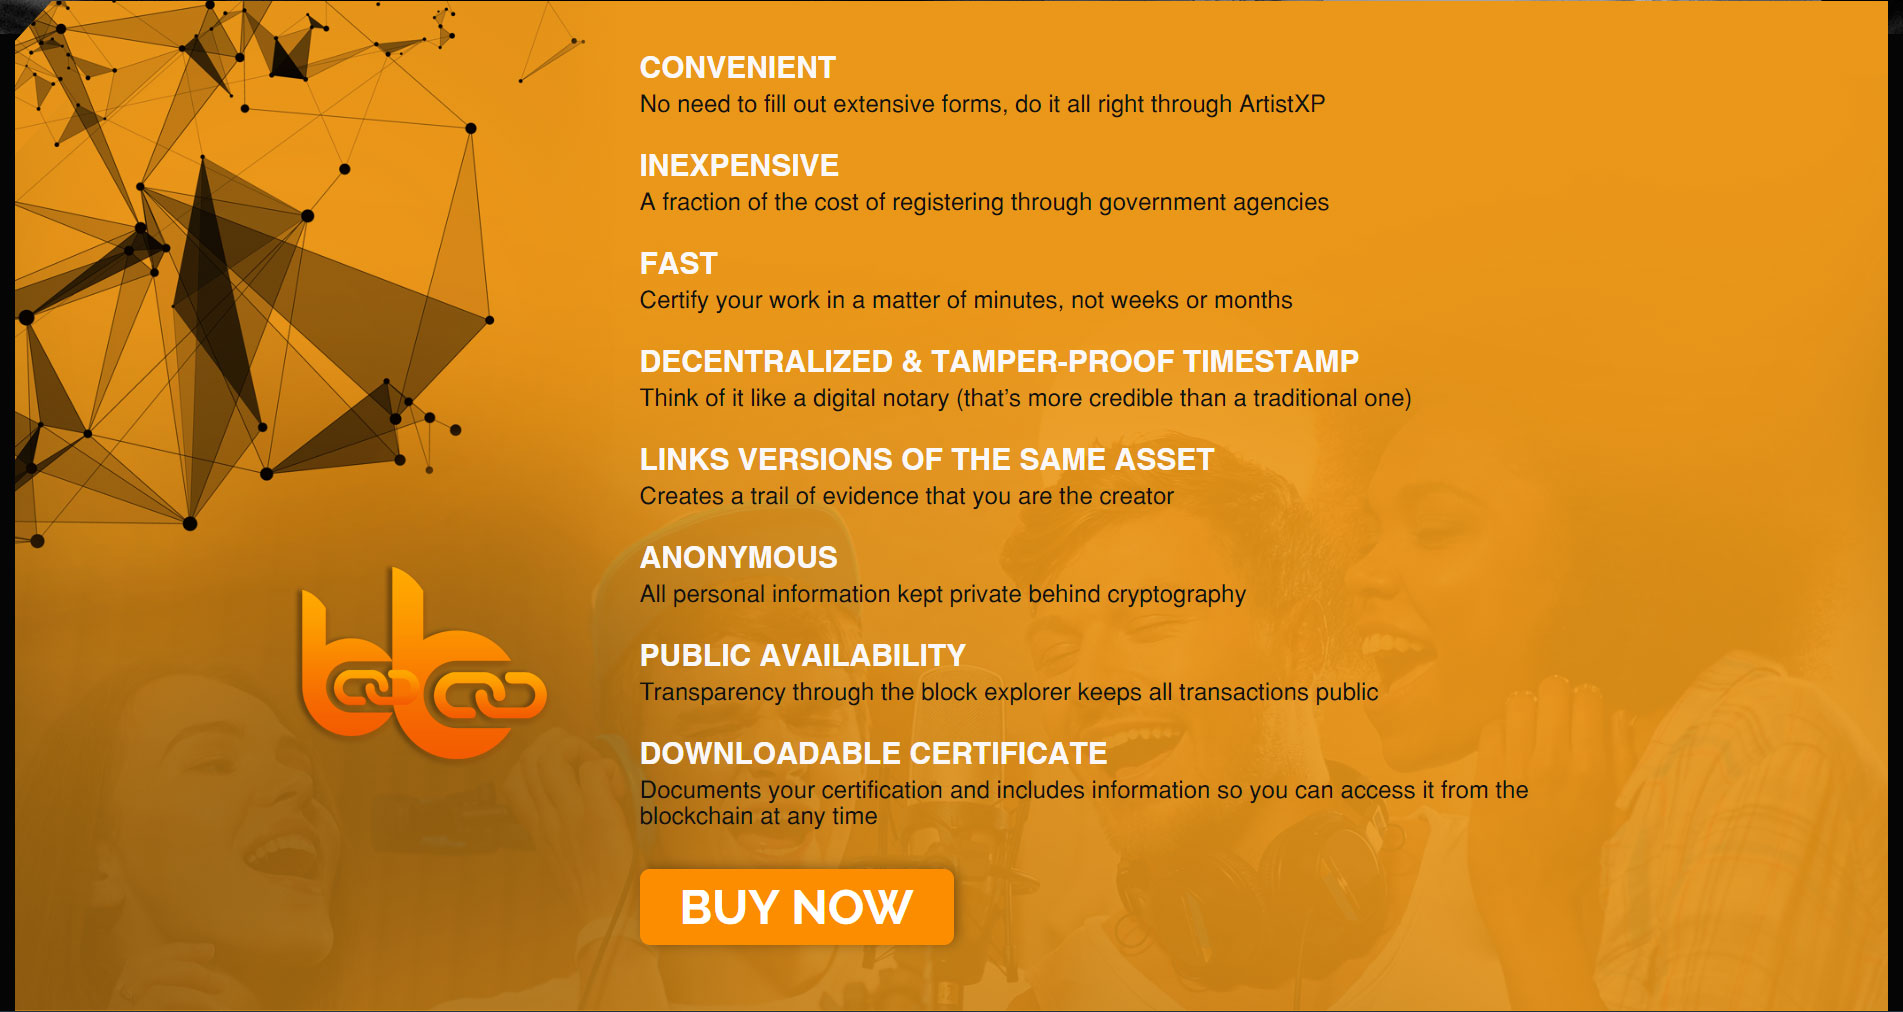 CONVENIENT
No need to fill out extensive forms, do it all right through ArtistXP
INEXPENSIVE
A fraction of the cost of registering through government agencies
FAST
Certify your work in a matter of minutes, not weeks or months
DECENTRALIZED & TAMPER-PROOF TIMESTAMP
Think of it like a digital notary (that’s more credible than a traditional one)
LINKS VERSIONS OF THE SAME ASSET
Creates a trail of evidence that you are the creator
ANONYMOUS
All personal information kept private behind cryptography
PUBLIC AVAILABILITY
Transparency through the block explorer keeps all transactions public
DOWNLOADABLE CERTIFICATE
Documents your certification and includes information so you can access it from the
blockchain at any time
BUY NOW